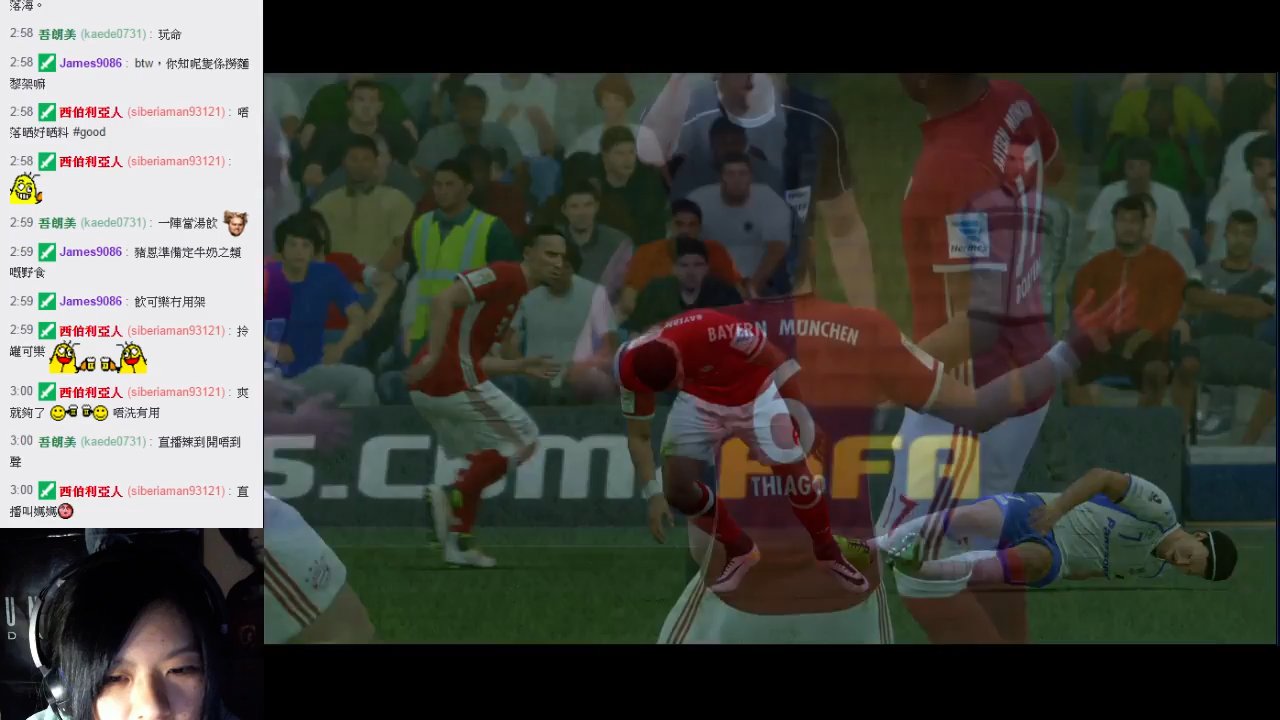 落海。
2:58 吾朗美 (kaede0731) : 玩命
2:58 James9086 : btw，你知呢隻係撈麵
黎架嘛
2:58 西伯利亞人 (siberiaman93121) : 唔
落晒好晒料 #good
2:58 西伯利亞人 (siberiaman93121) :
2:59 吾朗美 (kaede0731) : 一陣當湯飲
2:59 James9086 : 豬恩準備定牛奶之類
嘅野食
2:59 James9086 : 飲可樂冇用架
2:59 西伯利亞人 (siberiaman93121) : 拎
罐可樂
3:00 西伯利亞人 (siberiaman93121) : 爽
就夠了 唔洗有用
3:00 吾朗美 (kaede0731) : 直播辣到開唔到
聲
3:00 西伯利亞人 (siberiaman93121) : 直
播叫媽媽
BAYERN MÜNCHEN
THIAGO
s.com
FIFA
Hermes